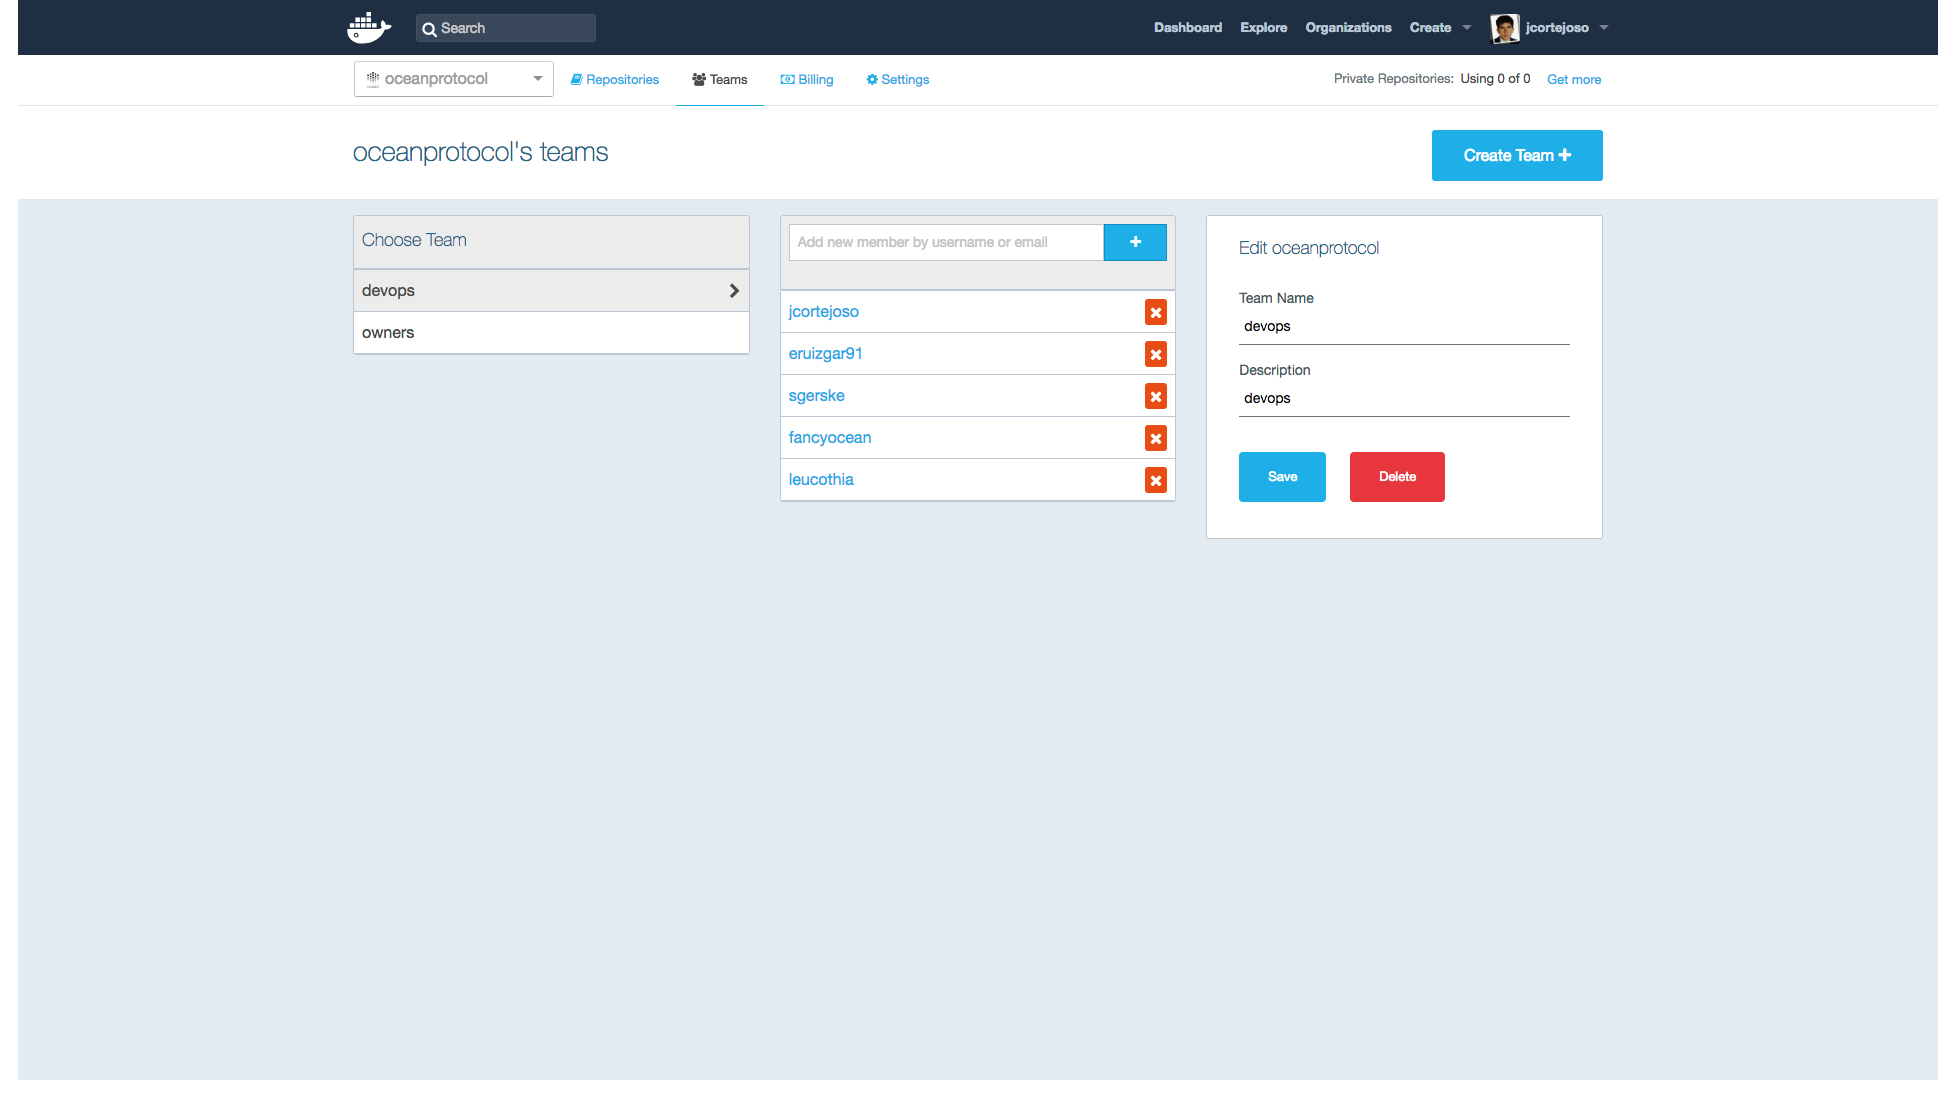 Search
Dashboard Explore Organizations Create jcortejoso
oceanprotocol Repositories Teams Billing Settings Private Repositories: Using 0 of 0 Get more
oceanprotocol's teams
Create Team
Choose Team
devops
owners
Add new member by username or email
jcortejoso
eruizgar91
sgerske
fancyocean
leucothia
Edit oceanprotocol
Team Name
devops
Description
devops
Save Delete